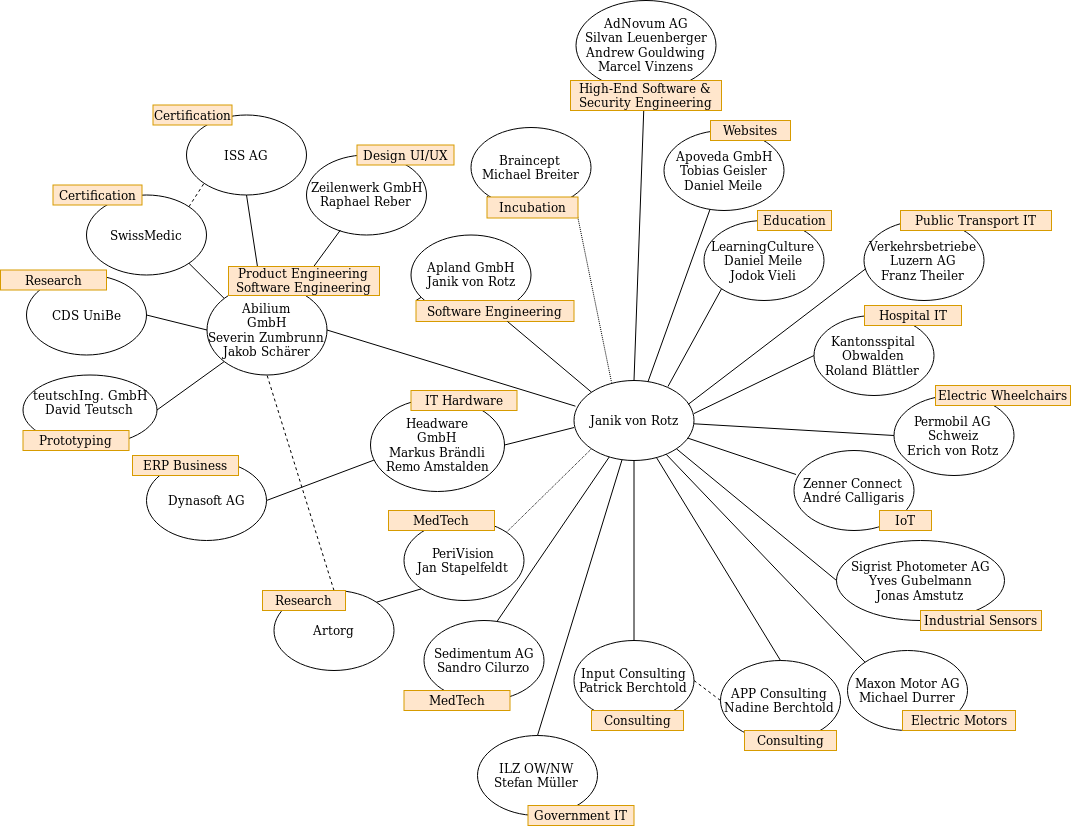 AdNovum AG
Silvan Leuenberger
Andrew Gouldwing
Marcel Vinzens
High-End Software &
Security Engineering
Certification
ISS AG
Design UI/UX
Zeilenwerk GmbH
Raphael Reber
Braincept
Michael Breiter
Incubation
Websites
Apoveda GmbH
Tobias Geisler
Daniel Meile
Certification
SwissMedic
Education
LearningCulture
Daniel Meile
Jodok Vieli
Public Transport IT
Verkehrsbetriebe
Luzern AG
Franz Theiler
Research
CDS UniBe
Product Engineering
Software Engineering
Abilium
GmbH
Severin Zumbrunn
Jakob Schärer
Apland GmbH
Janik von Rotz
Software Engineering
Hospital IT
Kantonsspital
Obwalden
Roland Blättler
teutschIng. GmbH
David Teutsch
Prototyping
IT Hardware
Headware
GmbH
Markus Brändli
Remo Amstalden
Janik von Rotz
Electric Wheelchairs
Permobil AG
Schweiz
Erich von Rotz
ERP Business
Dynasoft AG
Zenner Connect
André Calligaris
IoT
MedTech
PeriVision
Jan Stapelfeldt
Sigrist Photometer AG
Yves Gubelmann
Jonas Amstutz
Industrial Sensors
Research
Artorg
Sedimentum AG
Sandro Cilurzo
MedTech
Input Consulting
Patrick Berchtold
Consulting
APP Consulting
Nadine Berchtold
Consulting
Maxon Motor AG
Michael Durrer
Electric Motors
ILZ OW/NW
Stefan Müller
Government IT